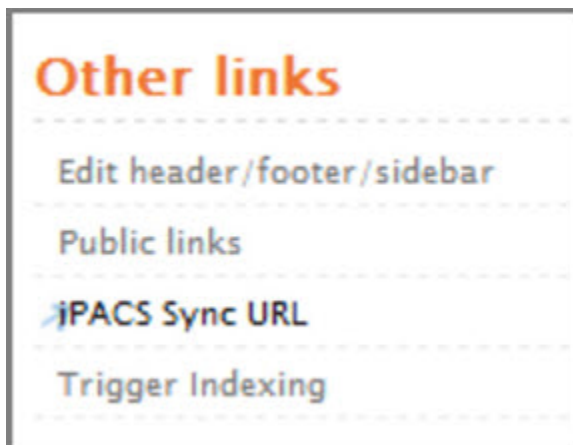 Other links
Edit header/footer/sidebar
Public links
iPACS Sync URL
Trigger Indexing